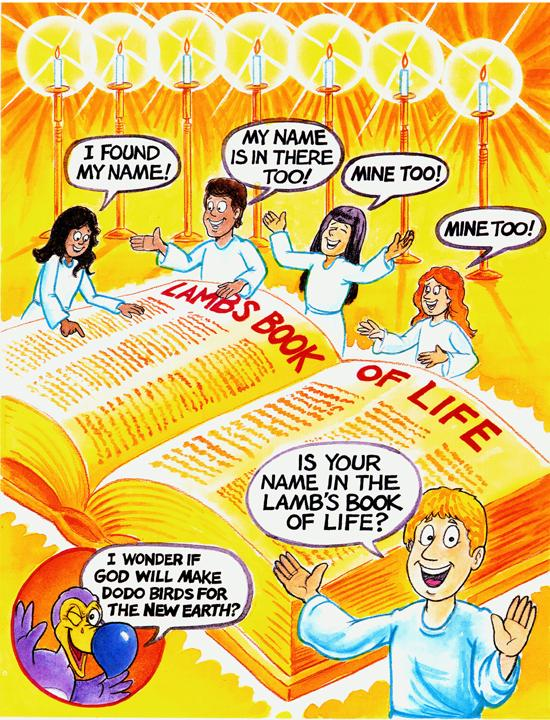 I FOUND
MY NAME!
MY NAME
IS IN THERE
TOO!
MINE TOO!
MINE TOO!
LAMB'S BOOK
OF LIFE
IS YOUR
NAME IN THE
LAMB'S BOOK
OF LIFE?
I WONDER IF
GOD WILL MAKE
DODO BIRDS FOR
THE NEW EARTH?